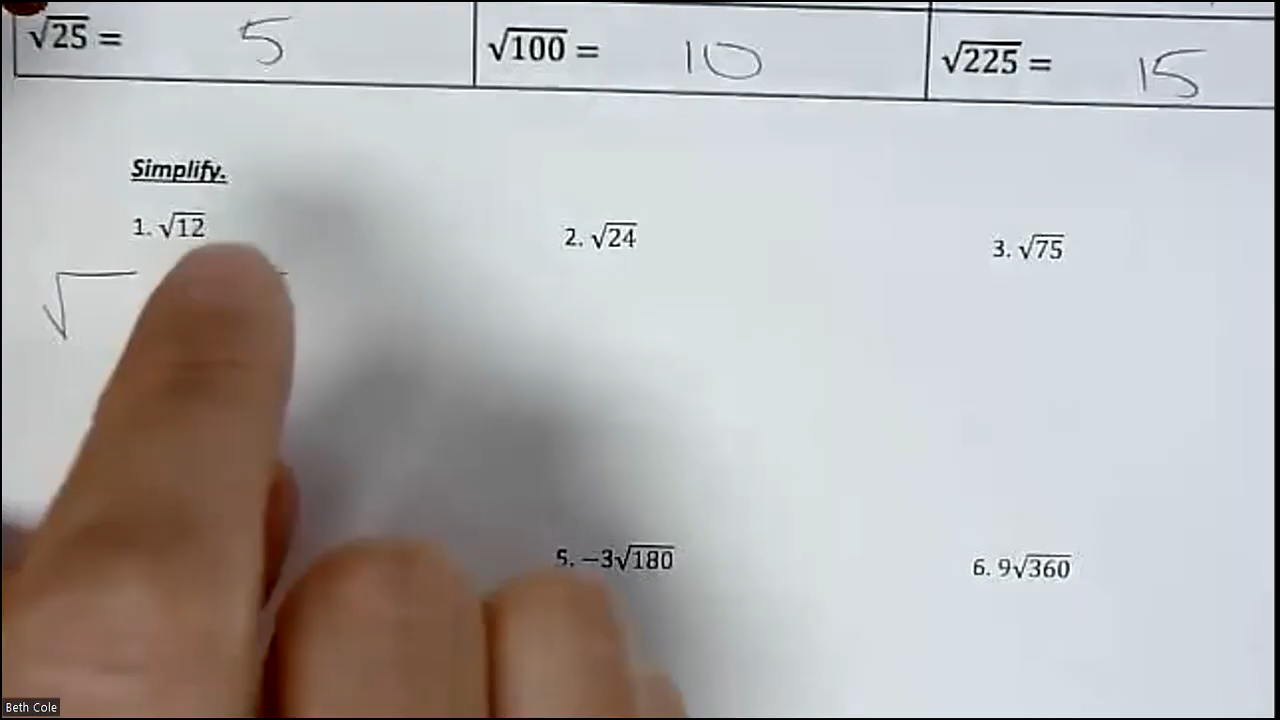 √25 = 5 √100 = 10 √225 = 15
Simplify.
1. √12 2. √24 3. √75
√
5. −3√180 6. 9√360
Beth Cole